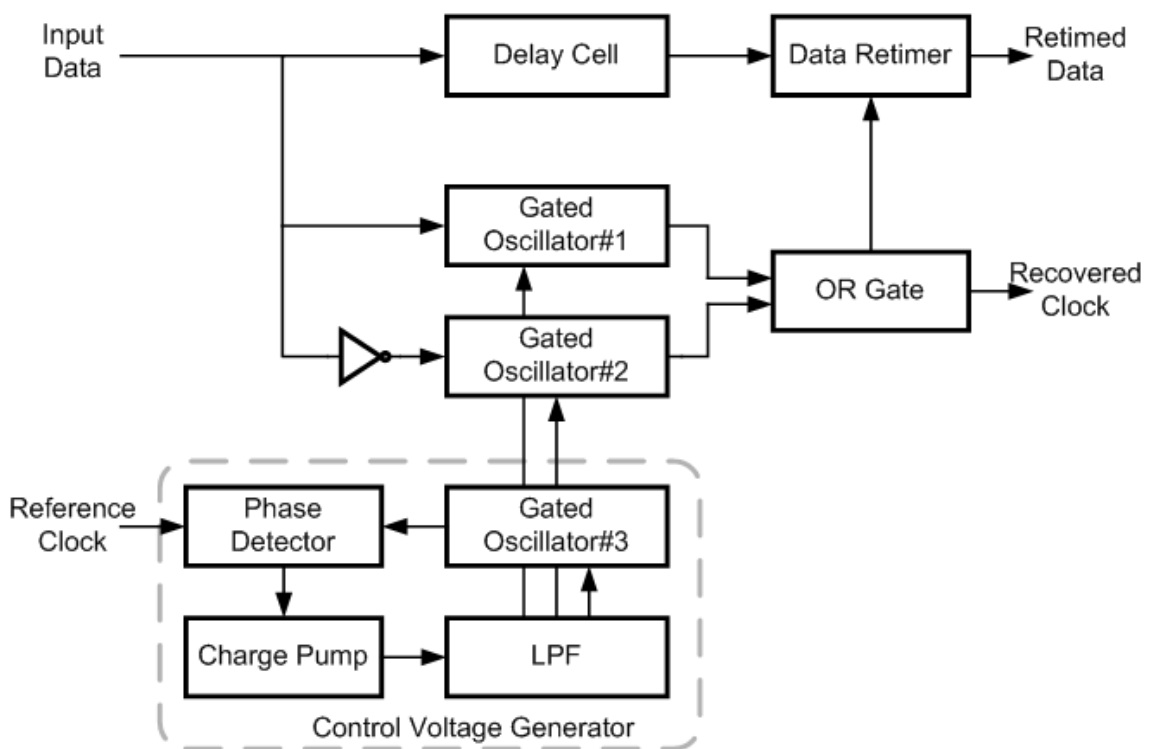 Input
Data
Delay Cell
Data Retimer
Retimed
Data
Gated
Oscillator#1
Gated
Oscillator#2
OR Gate
Recovered
Clock
Reference
Clock
Phase
Detector
Gated
Oscillator#3
Charge Pump
LPF
Control Voltage Generator